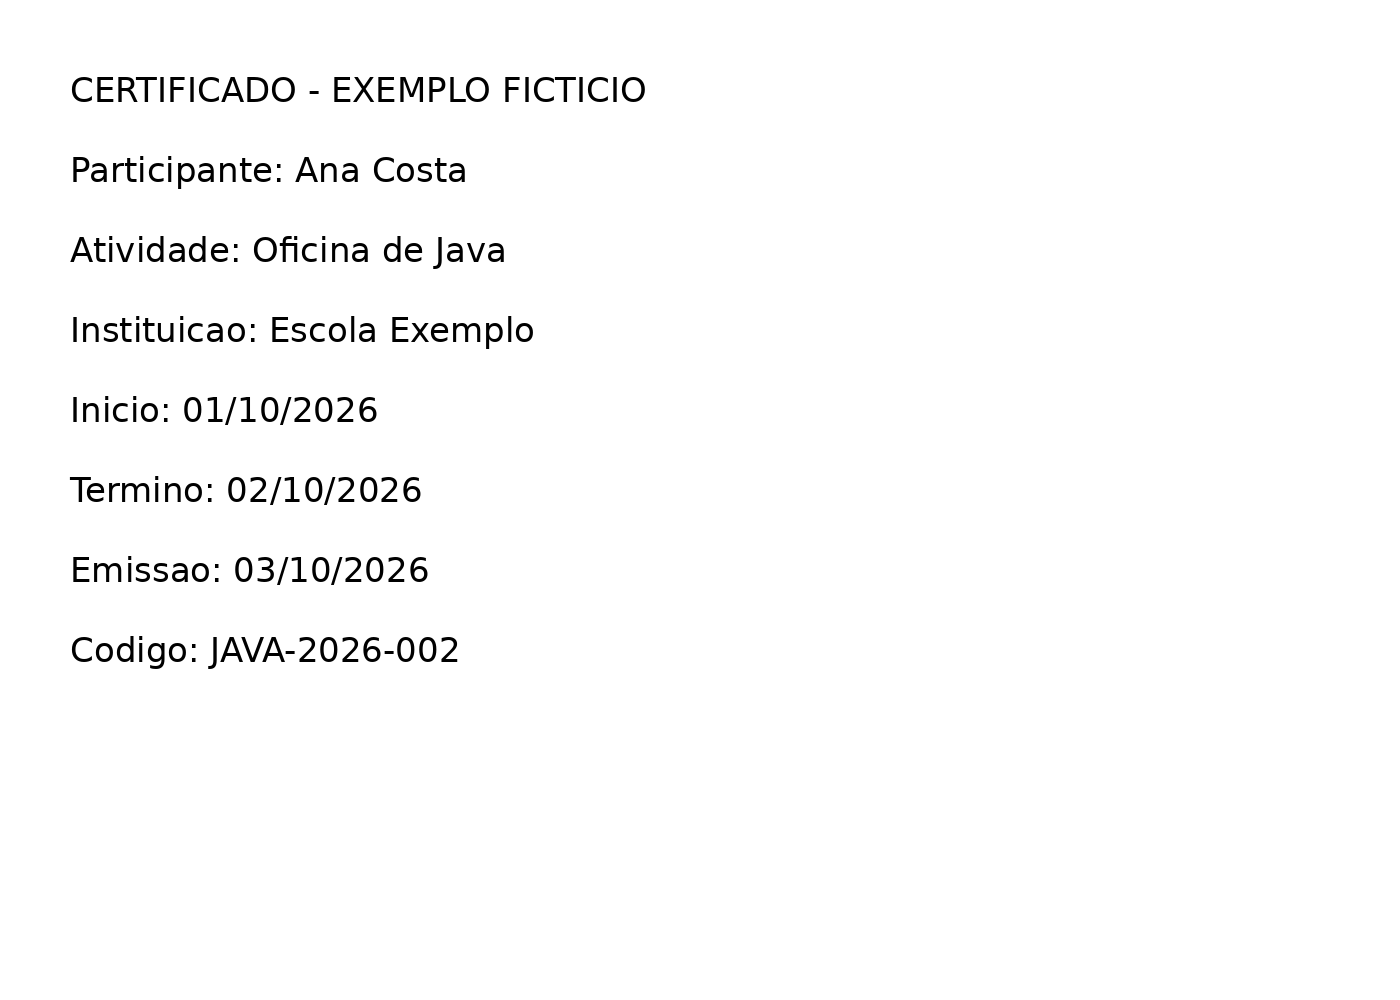 CERTIFICADO - EXEMPLO FICTICIO
Participante: Ana Costa
Atividade: Oficina de Java
Instituicao: Escola Exemplo
Inicio: 01/10/2026
Termino: 02/10/2026
Emissao: 03/10/2026
Codigo: JAVA-2026-002